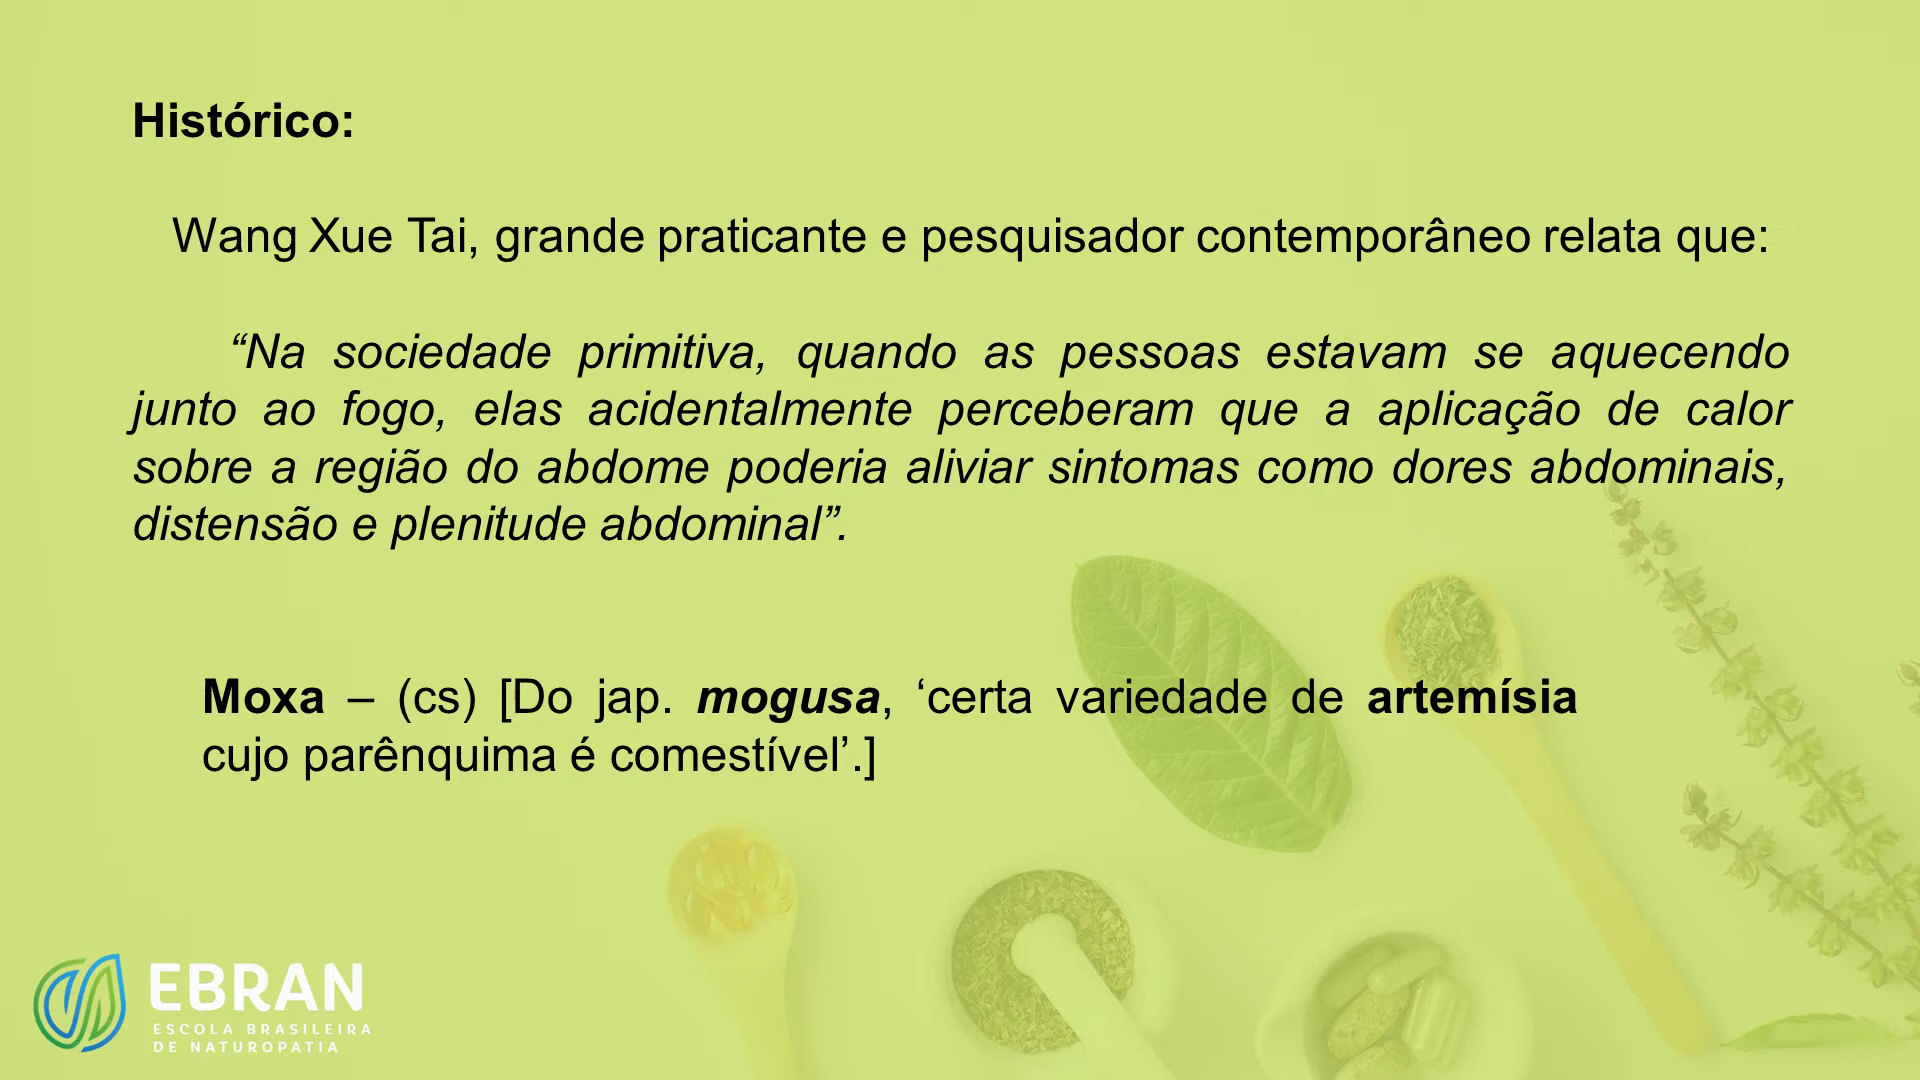 Histórico:
Wang Xue Tai, grande praticante e pesquisador contemporâneo relata que:
“Na sociedade primitiva, quando as pessoas estavam se aquecendo
junto ao fogo, elas acidentalmente perceberam que a aplicação de calor
sobre a região do abdome poderia aliviar sintomas como dores abdominais,
distensão e plenitude abdominal”.
Moxa – (cs) [Do jap. mogusa, ‘certa variedade de artemísia
cujo parênquima é comestível’.]
EBRAN
ESCOLA BRASILEIRA
DE NATUROPATIA